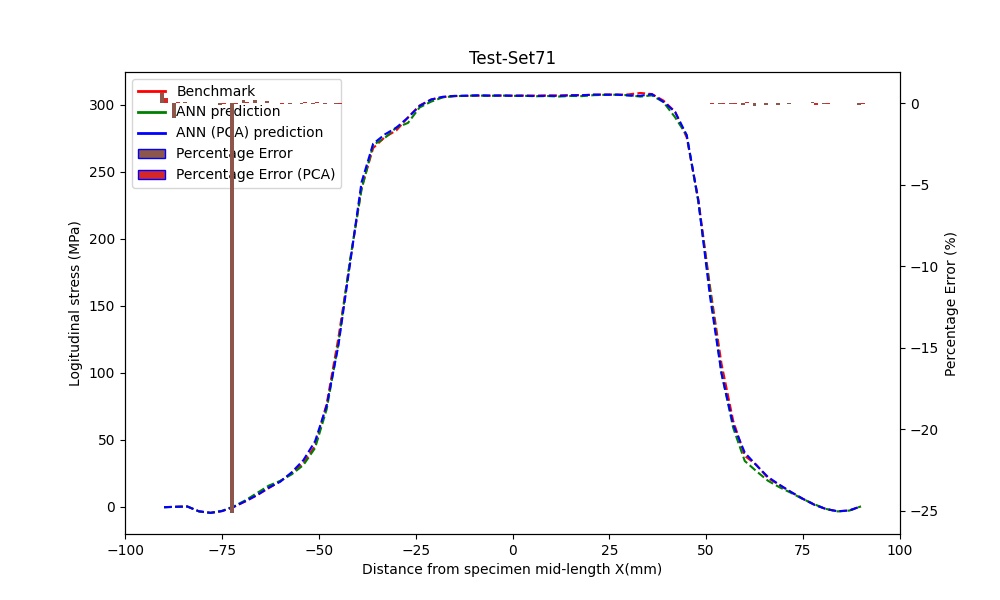 Test-Set71
Benchmark
ANN prediction
ANN (PCA) prediction
Percentage Error
Percentage Error (PCA)
300
250
200
150
100
50
0
Logitudinal stress (MPa)
0
−5
−10
−15
−20
−25
Percentage Error (%)
−100 −75 −50 −25 0 25 50 75 100
Distance from specimen mid-length X(mm)